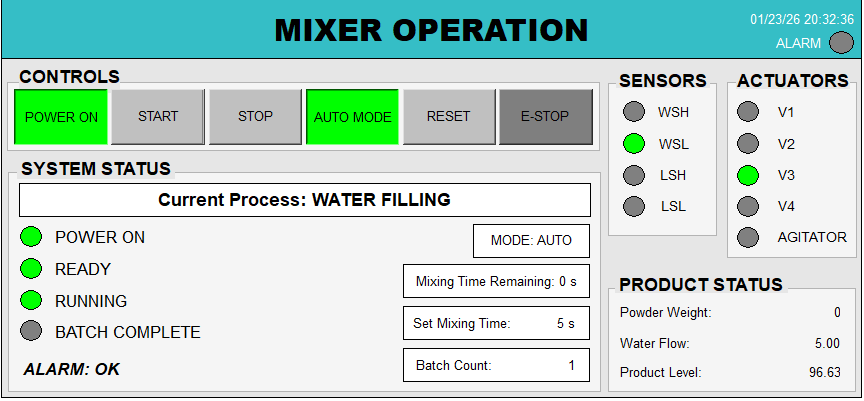 MIXER OPERATION
01/23/26 20:32:36
ALARM
CONTROLS
POWER ON START STOP AUTO MODE RESET E-STOP
SENSORS
WSH
WSL
LSH
LSL
ACTUATORS
V1
V2
V3
V4
AGITATOR
SYSTEM STATUS
Current Process: WATER FILLING
POWER ON
READY
RUNNING
BATCH COMPLETE
ALARM: OK
MODE: AUTO
Mixing Time Remaining: 0 s
Set Mixing Time: 5 s
Batch Count: 1
PRODUCT STATUS
Powder Weight: 0
Water Flow: 5.00
Product Level: 96.63